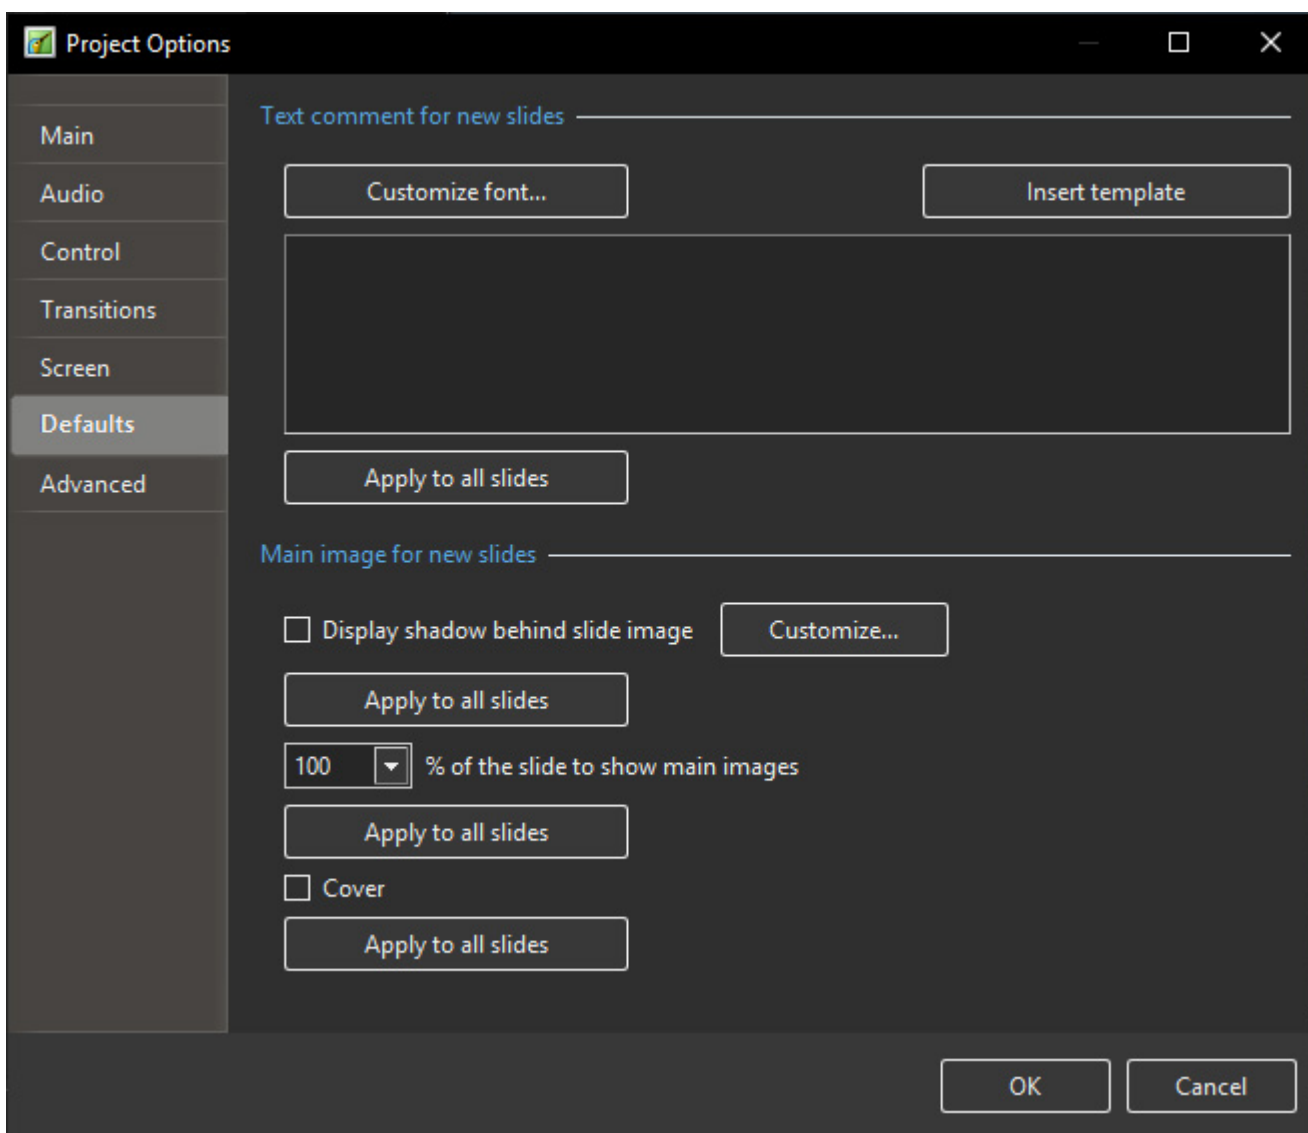 Project Options
Main
Audio
Control
Transitions
Screen
Defaults
Advanced
Text comment for new slides
Customize font...
Insert template
Apply to all slides
Main image for new slides
Display shadow behind slide image
Customize...
Apply to all slides
100
% of the slide to show main images
Apply to all slides
Cover
Apply to all slides
OK
Cancel